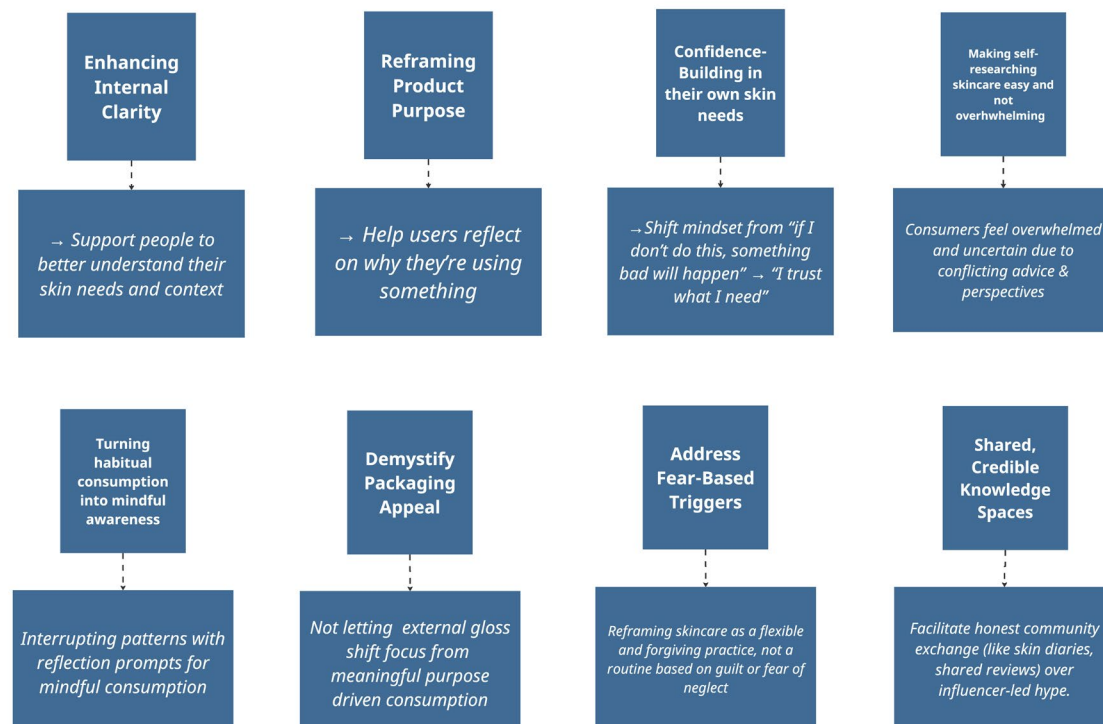 Enhancing
Internal
Clarity
→ Support people to
better understand their
skin needs and context
Reframing
Product
Purpose
→ Help users reflect
on why they’re using
something
Confidence-
Building in
their own skin
needs
→Shift mindset from “if I
don’t do this, something
bad will happen” → “I trust
what I need”
Making self-
researching
skincare easy and
not
overhwhelming
Consumers feel overwhelmed
and uncertain due to
conflicting advice &
perspectives
Turning
habitual
consumption
into mindful
awareness
Interrupting patterns with
reflection prompts for
mindful consumption
Demystify
Packaging
Appeal
Not letting external gloss
shift focus from
meaningful purpose
driven consumption
Address
Fear-Based
Triggers
Reframing skincare as a flexible
and forgiving practice, not a
routine based on guilt or fear of
neglect
Shared,
Credible
Knowledge
Spaces
Facilitate honest community
exchange (like skin diaries,
shared reviews) over
influencer-led hype.